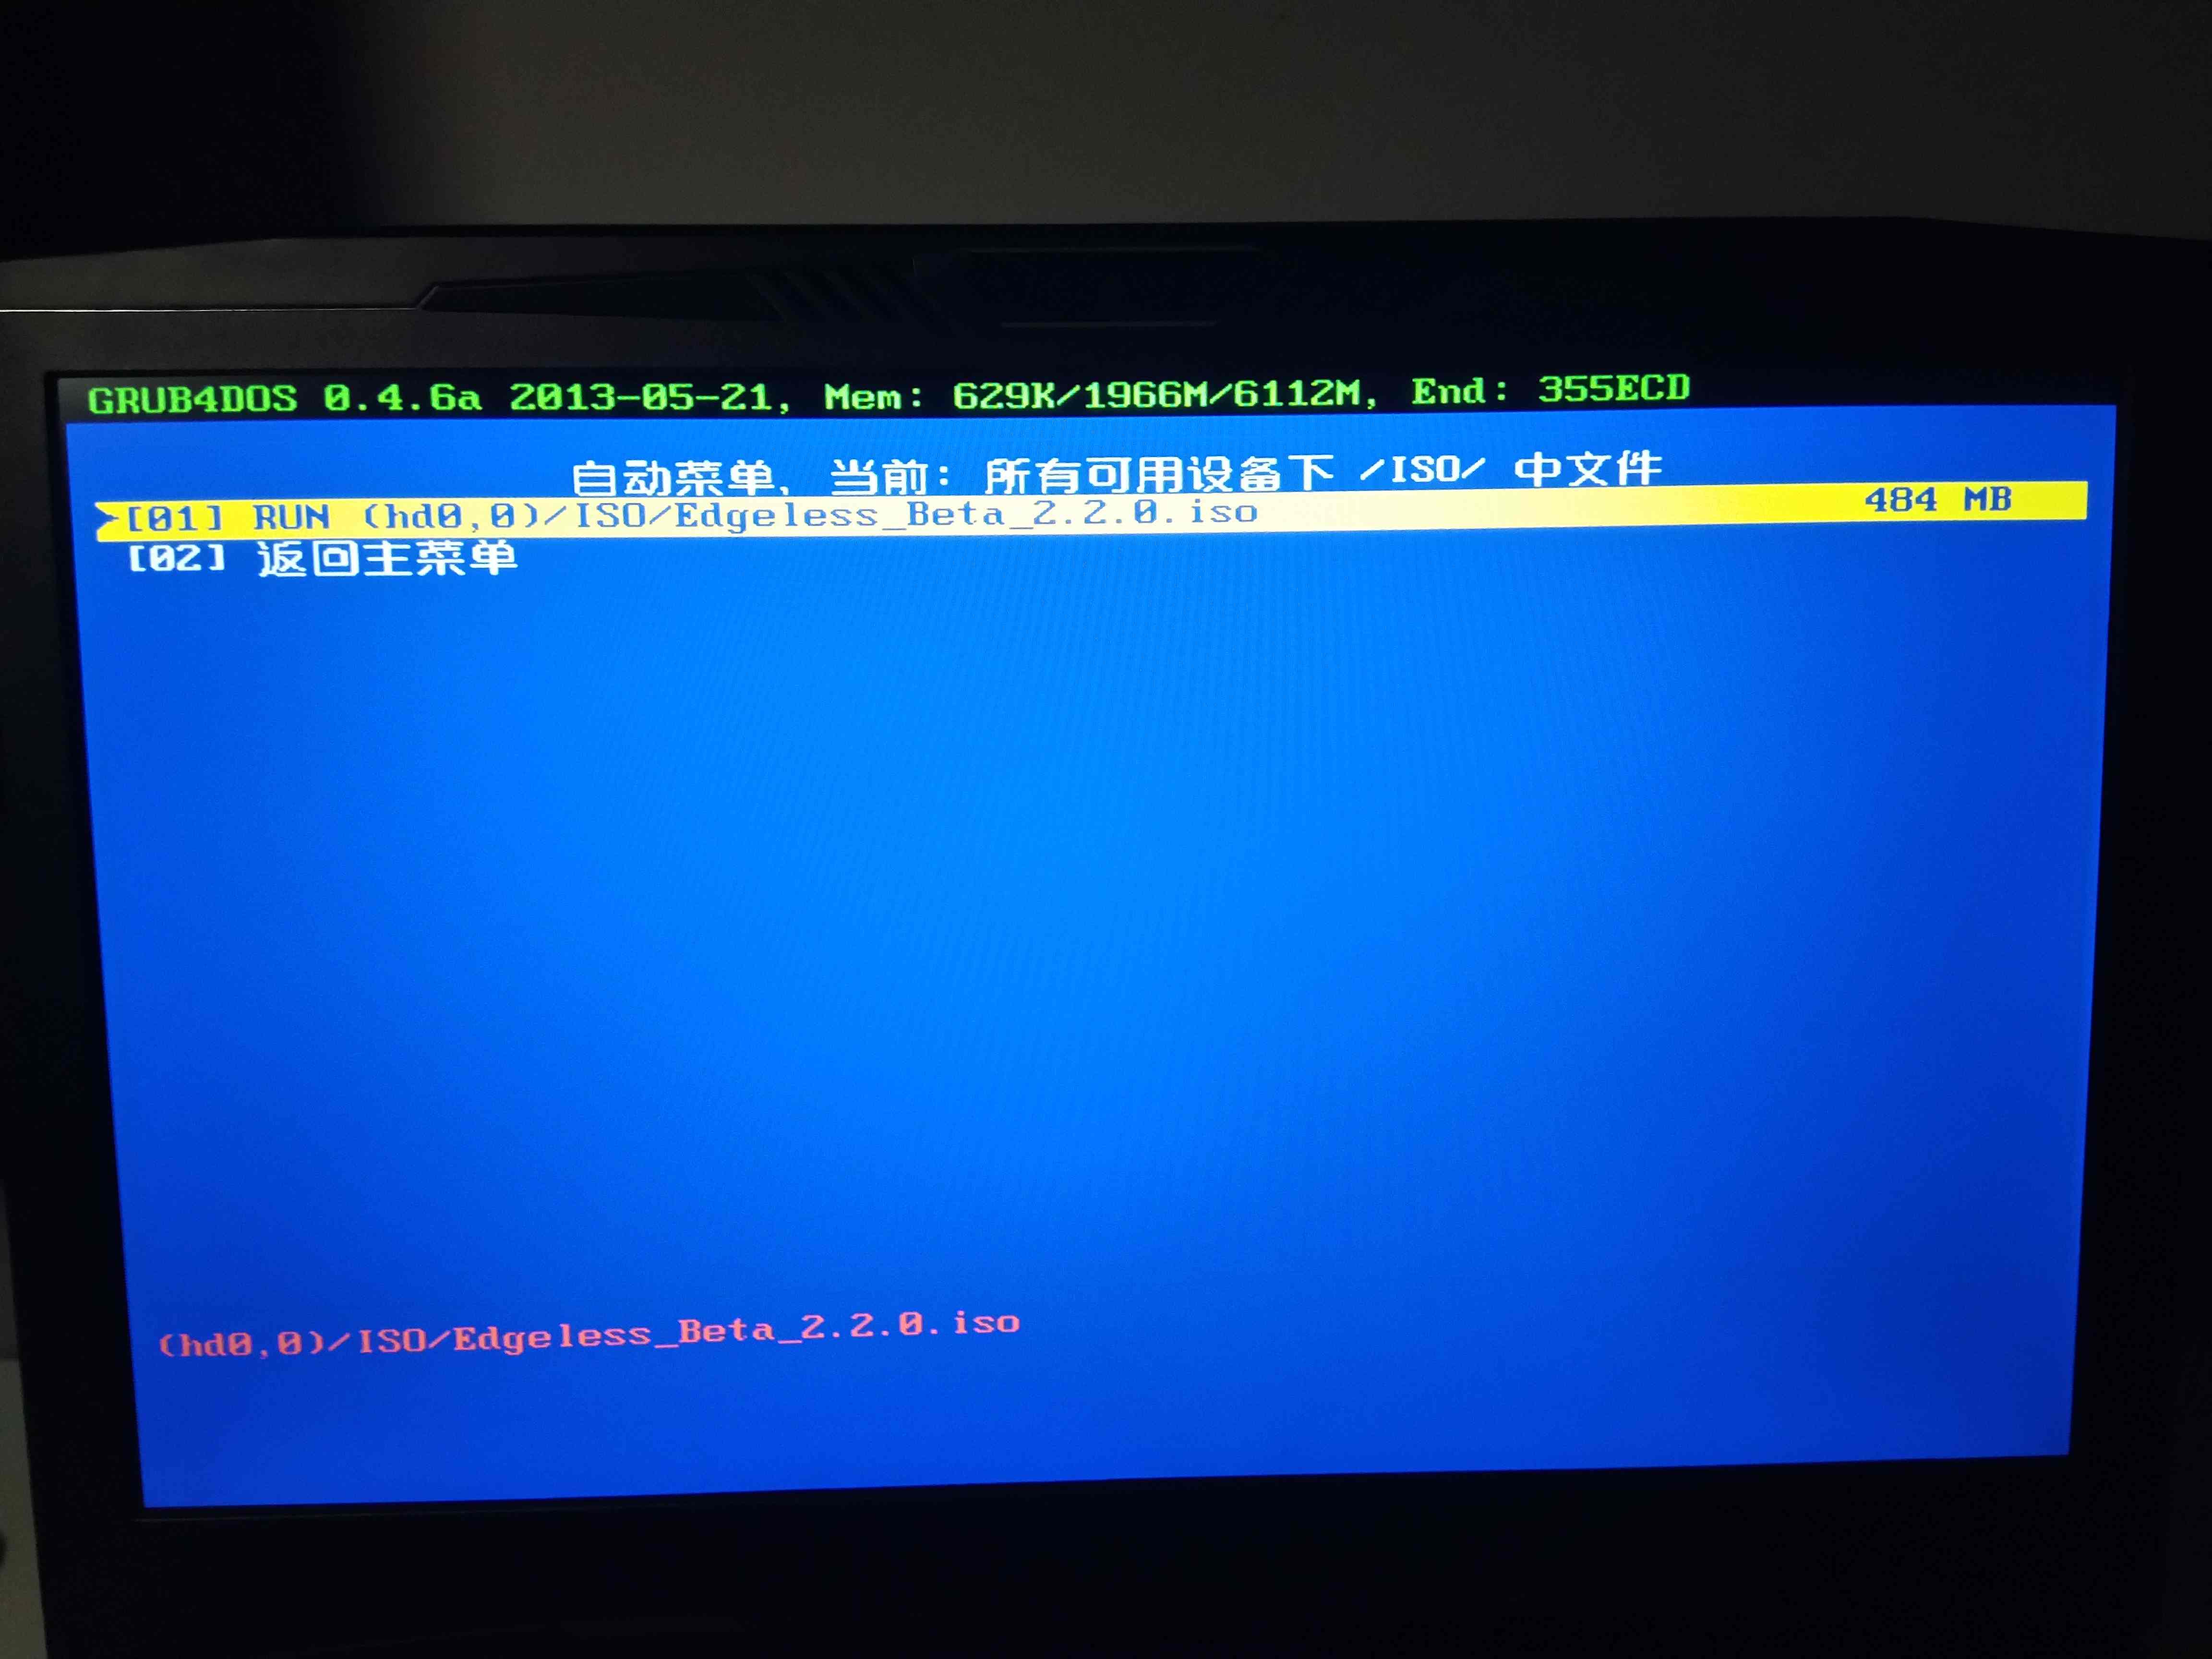 GRUB4DOS 0.4.6a 2013-05-21, Mem: 629K/1966M/6112M, End: 355ECD
自动菜单, 当前: 所有可用设备下 /ISO/ 中文件
[01] RUN (hd0,0)/ISO/Edgeless_Beta_2.2.0.iso 484 MB
[02] 返回主菜单
(hd0,0)/ISO/Edgeless_Beta_2.2.0.iso